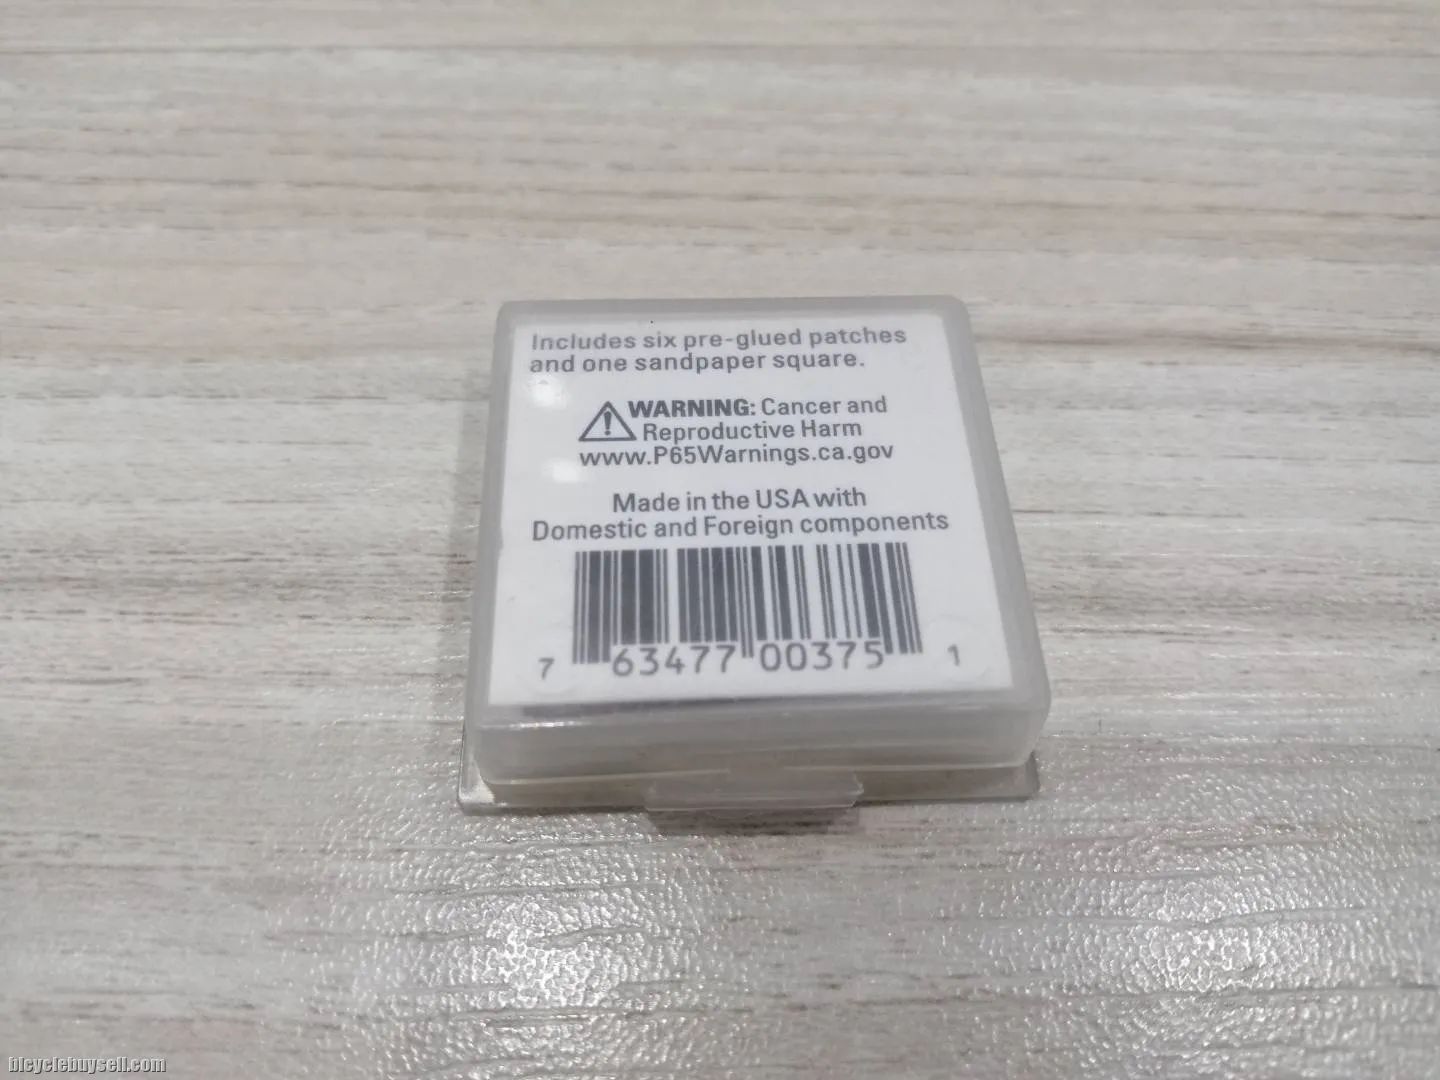 Includes six pre-glued patches
and one sandpaper square.
WARNING: Cancer and
Reproductive Harm
www.P65Warnings.ca.gov
Made in the USA with
Domestic and Foreign components
7 63477 00375 1
bicyclebuysell.com